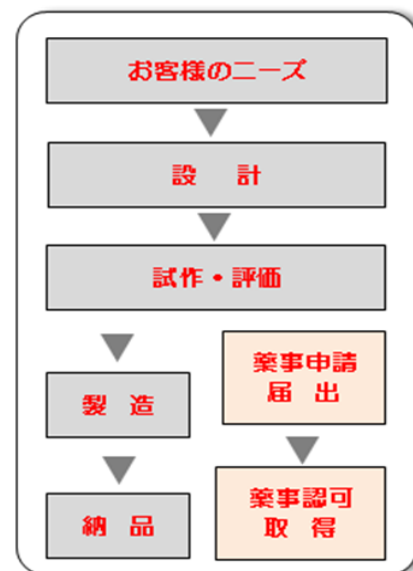 お客様のニーズ
設　計
試作・評価
製　造
薬事申請
届　出
納　品
薬事認可
取　得